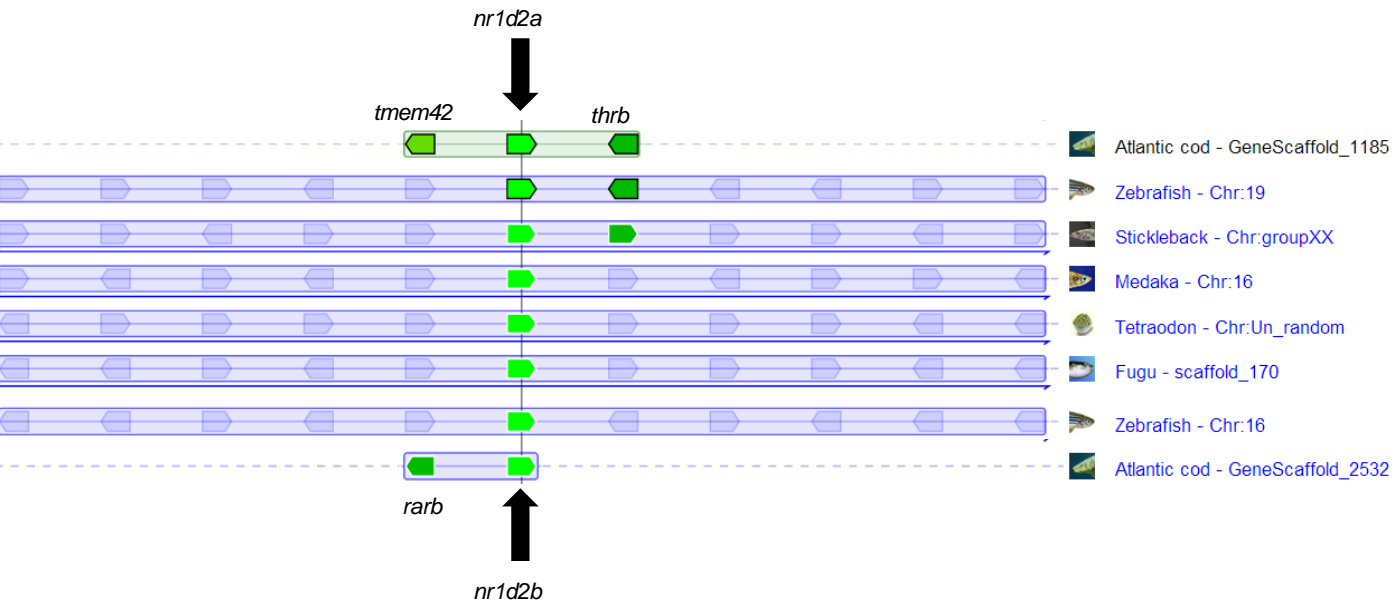 nr1d2a
tmem42
thrb
Atlantic cod - GeneScaffold_1185
Zebrafish - Chr:19
Stickleback - Chr:groupXX
Medaka - Chr:16
Tetraodon - Chr:Un_random
Fugu - scaffold_170
Zebrafish - Chr:16
Atlantic cod - GeneScaffold_2532
rarb
nr1d2b